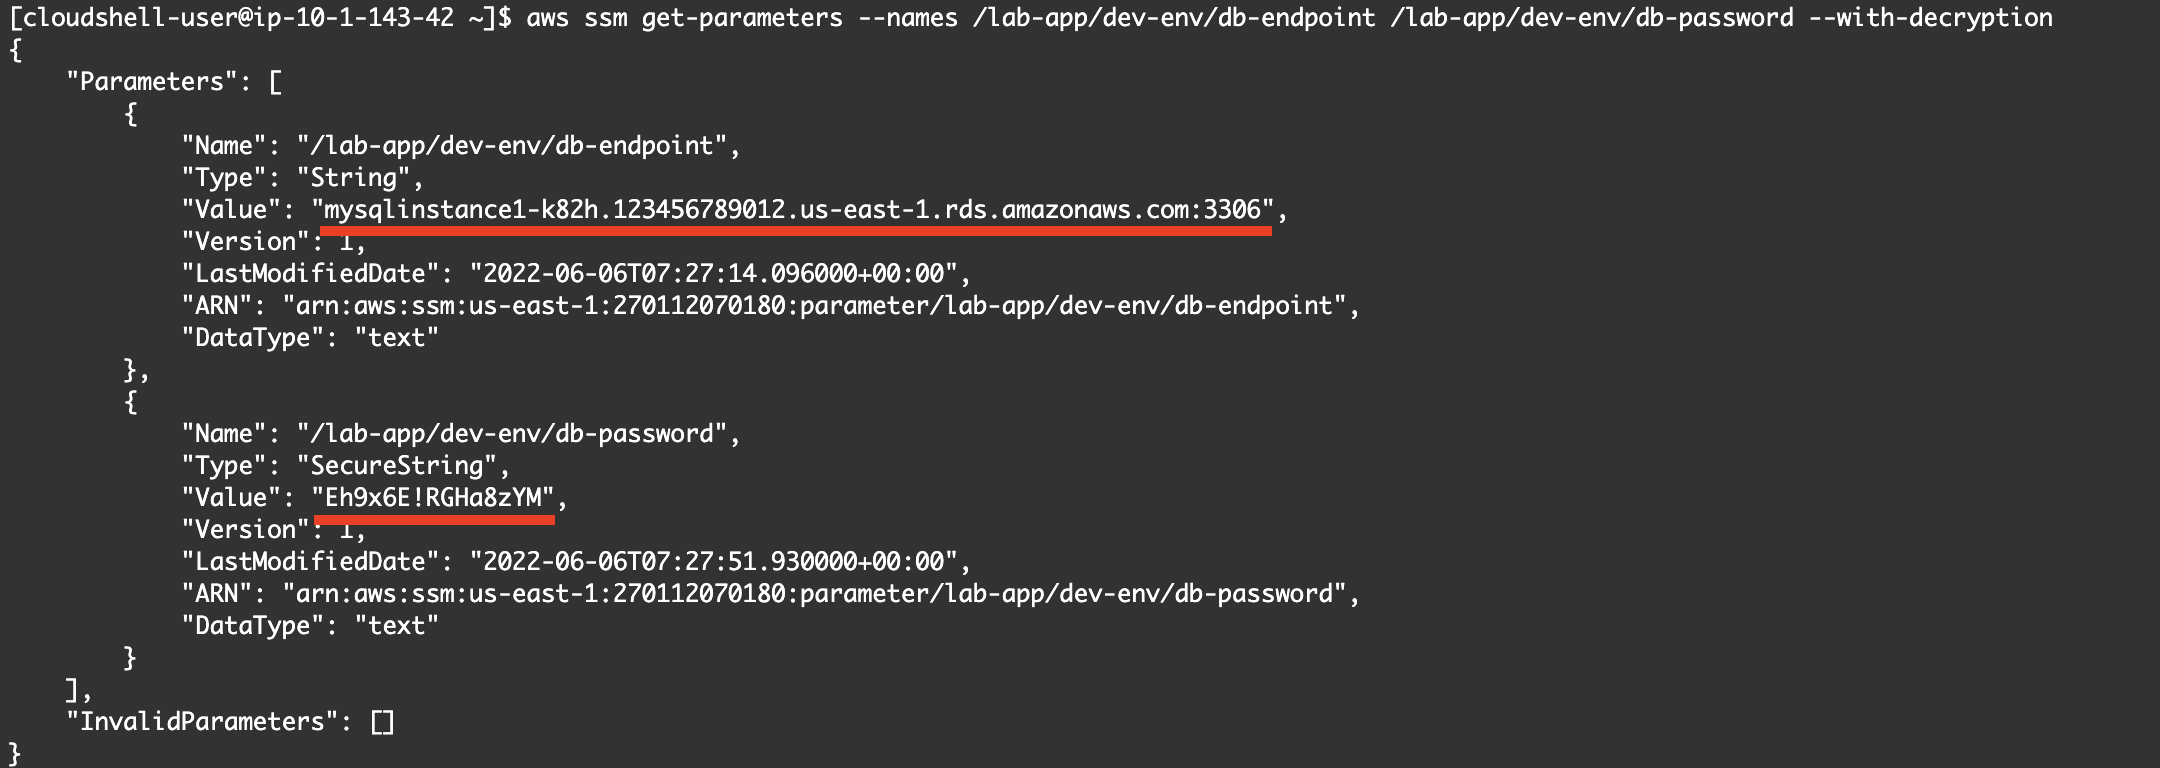 [cloudshell-user@ip-10-1-143-42 ~]$ aws ssm get-parameters --names /lab-app/dev-env/db-endpoint /lab-app/dev-env/db-password --with-decryption
{
    "Parameters": [
        {
            "Name": "/lab-app/dev-env/db-endpoint",
            "Type": "String",
            "Value": "mysqlinstance1-k82h.123456789012.us-east-1.rds.amazonaws.com:3306",
            "Version": 1,
            "LastModifiedDate": "2022-06-06T07:27:14.096000+00:00",
            "ARN": "arn:aws:ssm:us-east-1:270112070180:parameter/lab-app/dev-env/db-endpoint",
            "DataType": "text"
        },
        {
            "Name": "/lab-app/dev-env/db-password",
            "Type": "SecureString",
            "Value": "Eh9x6E!RGHa8zYM",
            "Version": 1,
            "LastModifiedDate": "2022-06-06T07:27:51.930000+00:00",
            "ARN": "arn:aws:ssm:us-east-1:270112070180:parameter/lab-app/dev-env/db-password",
            "DataType": "text"
        }
    ],
    "InvalidParameters": []
}